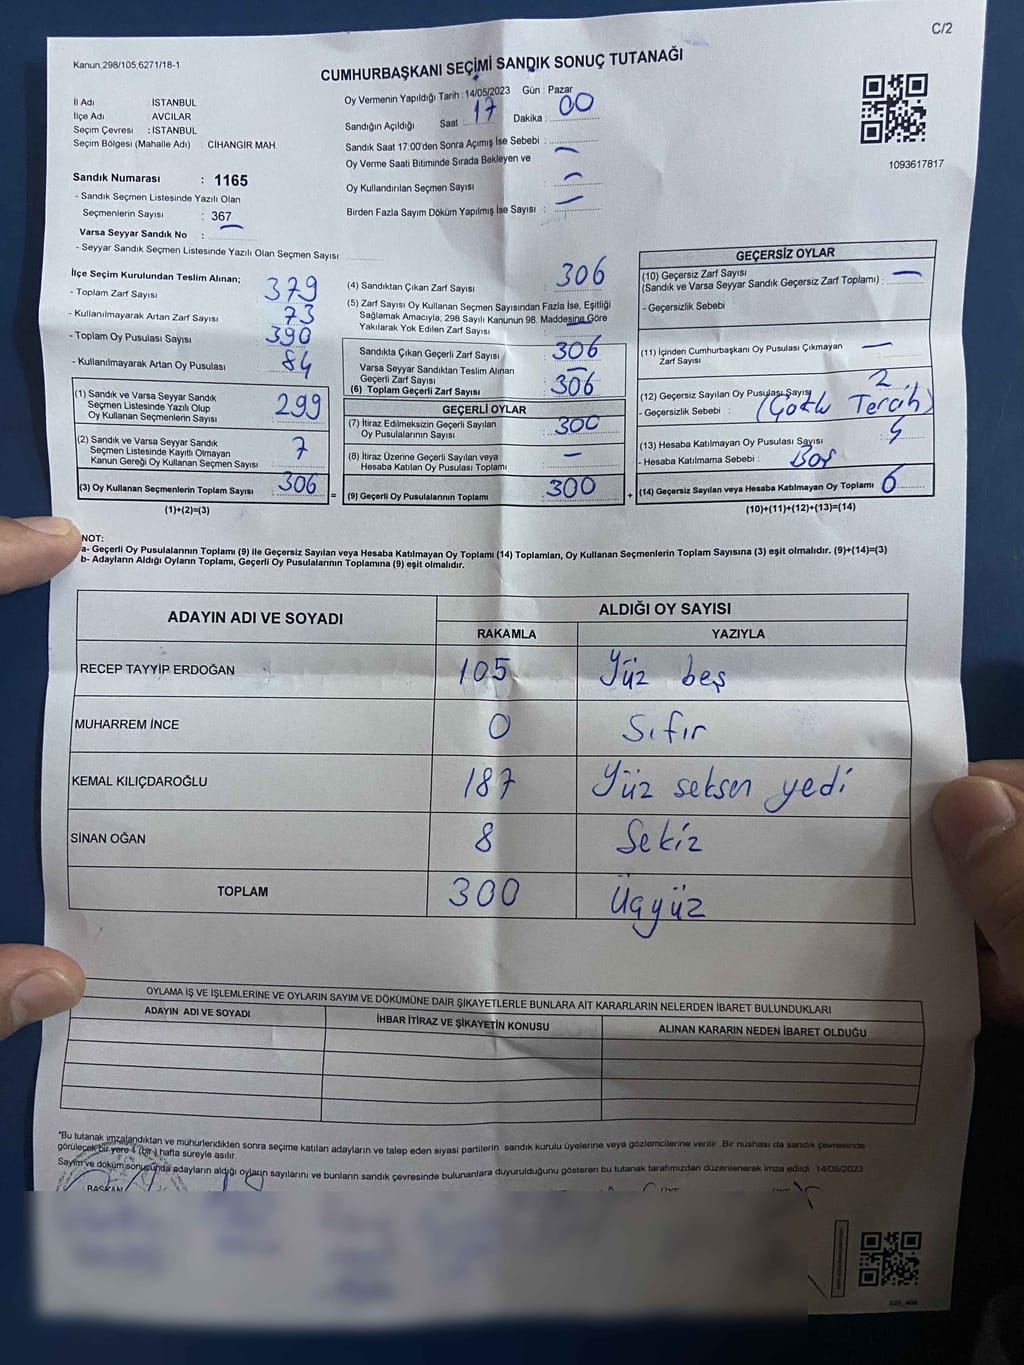 C/2
Kanun,298/105,6271/18-1
CUMHURBAŞKANI SEÇİMİ SANDIK SONUÇ TUTANAĞI
İl Adı İSTANBUL
İlçe Adı AVCILAR
Seçim Çevresi : İSTANBUL
Seçim Bölgesi (Mahalle Adı) : CİHANGİR MAH.
Sandık Numarası : 1165
- Sandık Seçmen Listesinde Yazılı Olan
Seçmenlerin Sayısı : 367
Varsa Seyyar Sandık No :
- Seyyar Sandık Seçmen Listesinde Yazılı Olan Seçmen Sayısı:
Oy Vermenin Yapıldığı Tarih : 14/05/2023 Gün : Pazar
Sandığın Açıldığı Saat : 17 Dakika : 00
Sandık Saat 17:00'den Sonra Açımış İse Sebebi : —
Oy Verme Saati Bitiminde Sırada Bekleyen ve
Oy Kullandırılan Seçmen Sayısı —
Birden Fazla Sayım Döküm Yapılmış İse Sayısı : —
1093617817
İlçe Seçim Kurulundan Teslim Alınan;
- Toplam Zarf Sayısı 379
- Kullanılmayarak Artan Zarf Sayısı 73
- Toplam Oy Pusulası Sayısı 390
- Kullanılmayarak Artan Oy Pusulası 84
(1) Sandık ve Varsa Seyyar Sandık
Seçmen Listesinde Yazılı Olup
Oy Kullanan Seçmenlerin Sayısı 299
(2) Sandık ve Varsa Seyyar Sandık
Seçmen Listesinde Kayıtlı Olmayan
Kanun Gereği Oy Kullanan Seçmen Sayısı 7
(3) Oy Kullanan Seçmenlerin Toplam Sayısı 306 =
(1)+(2)=(3)
(4) Sandıktan Çıkan Zarf Sayısı 306
(5) Zarf Sayısı Oy Kullanan Seçmen Sayısından Fazla İse, Eşitliği
Sağlamak Amacıyla; 298 Sayılı Kanunun 98. Maddesine Göre
Yakılarak Yok Edilen Zarf Sayısı —
Sandıkta Çıkan Geçerli Zarf Sayısı 306
Varsa Seyyar Sandıktan Teslim Alınan
Geçerli Zarf Sayısı —
(6) Toplam Geçerli Zarf Sayısı 306
GEÇERLİ OYLAR
(7) İtiraz Edilmeksizin Geçerli Sayılan
Oy Pusulalarının Sayısı 300
(8) İtiraz Üzerine Geçerli Sayılan veya
Hesaba Katılan Oy Pusulası Toplamı —
(9) Geçerli Oy Pusulalarının Toplamı 300 +
GEÇERSİZ OYLAR
(10) Geçersiz Zarf Sayısı
(Sandık ve Varsa Seyyar Sandık Geçersiz Zarf Toplamı) : —
- Geçersizlik Sebebi :
(11) İçinden Cumhurbaşkanı Oy Pusulası Çıkmayan
Zarf Sayısı —
(12) Geçersiz Sayılan Oy Pusulası Sayısı 2
- Geçersizlik Sebebi : (Çoklu Tercih)
(13) Hesaba Katılmayan Oy Pusulası Sayısı
- Hesaba Katılmama Sebebi : Boş
(14) Geçersiz Sayılan veya Hesaba Katılmayan Oy Toplamı 6
(10)+(11)+(12)+(13)=(14)
NOT:
a- Geçerli Oy Pusulalarının Toplamı (9) ile Geçersiz Sayılan veya Hesaba Katılmayan Oy Toplamı (14) Toplamları, Oy Kullanan Seçmenlerin Toplam Sayısına (3) eşit olmalıdır. (9)+(14)=(3)
b- Adayların Aldığı Oyların Toplamı, Geçerli Oy Pusulalarının Toplamına (9) eşit olmalıdır.
ADAYIN ADI VE SOYADI ALDIĞI OY SAYISI
RAKAMLA YAZIYLA
RECEP TAYYİP ERDOĞAN 105 Yüz beş
MUHARREM İNCE 0 Sıfır
KEMAL KILIÇDAROĞLU 187 Yüz seksen yedi
SİNAN OĞAN 8 Sekiz
TOPLAM 300 Üçyüz
OYLAMA İŞ VE İŞLEMLERİNE VE OYLARIN SAYIM VE DÖKÜMÜNE DAİR ŞİKAYETLERLE BUNLARA AİT KARARLARIN NELERDEN İBARET BULUNDUKLARI
ADAYIN ADI VE SOYADI İHBAR İTİRAZ VE ŞİKAYETİN KONUSU ALINAN KARARIN NEDEN İBARET OLDUĞU
"Bu tutanak imzalandıktan ve mühürlendikten sonra seçime katılan adayların ve talep eden siyasi partilerin sandık kurulu üyelerine veya gözlemcilerine verilir. Bir nüshası da sandık çevresinde
görülecek bir yere 1 (bir) hafta süreyle asılır.
Sayım ve döküm sonucunda adayların aldığı oyların sayılarını ve bunların sandık çevresinde bulunanlara duyurulduğunu gösteren bu tutanak tarafımızdan düzenlenerek imza edildi. 14/05/2023
BAŞKAN